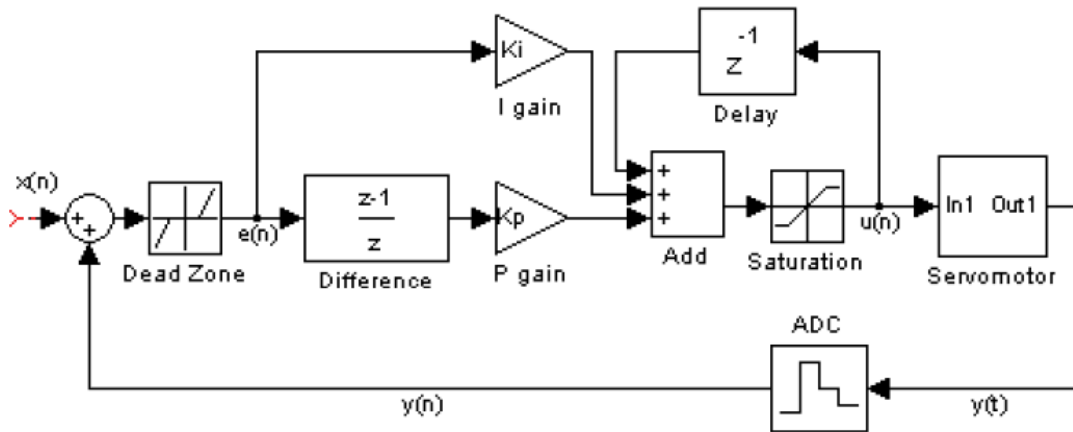 -1
Z
Delay
Ki
I gain
x(n)
+
+
Dead Zone
e(n)
z-1
z
Difference
Kp
P gain
+
+
+
Add
Saturation
u(n)
In1 Out1
Servomotor
ADC
y(n)
y(t)